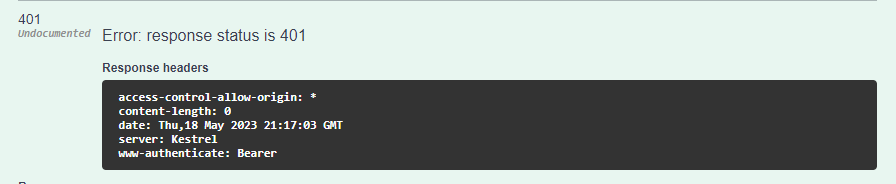 401
Undocumented
Error: response status is 401
Response headers
access-control-allow-origin: *
content-length: 0
date: Thu,18 May 2023 21:17:03 GMT
server: Kestrel
www-authenticate: Bearer